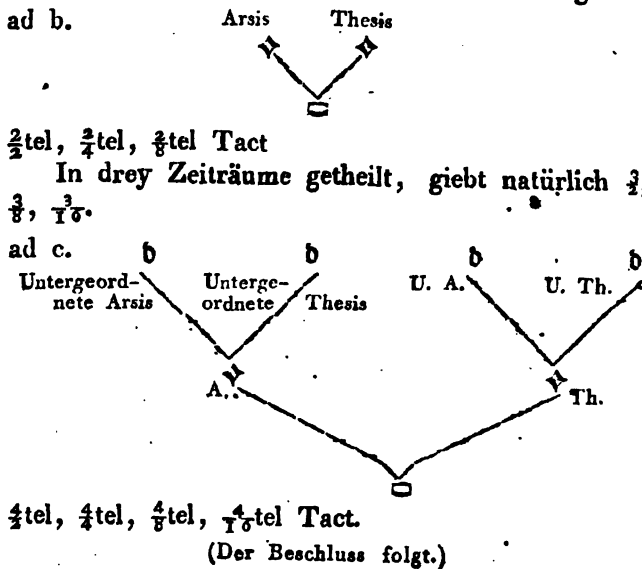 ad b.
Arsis Thesis
n n
2/2tel, 2/4tel, 2/8tel Tact
In drey Zeiträume getheilt, giebt natürlich 3/2,
3/8, 3/16.
ad c.
b b b b
Untergeord- Unterge- U. A. U. Th.
nete Arsis ordnete Thesis
n n
A. Th.
4/2tel, 4/4tel, 4/8tel, 4/16tel Tact.
(Der Beschluss folgt.)